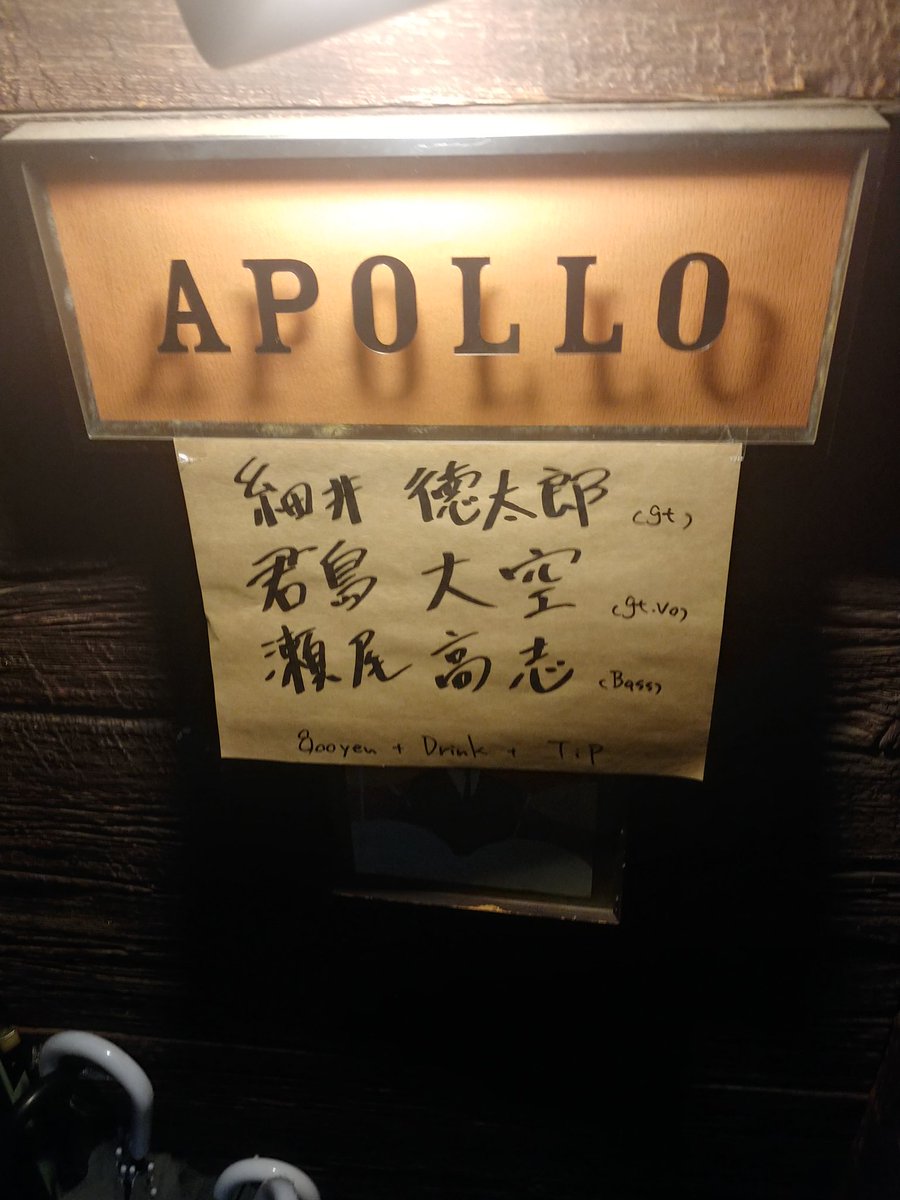 APOLLO
細井 徳太郎 (gt)
君島 大空 (gt.Vo)
瀬尾 高志 (Bass)
800yen + Drink + Tip